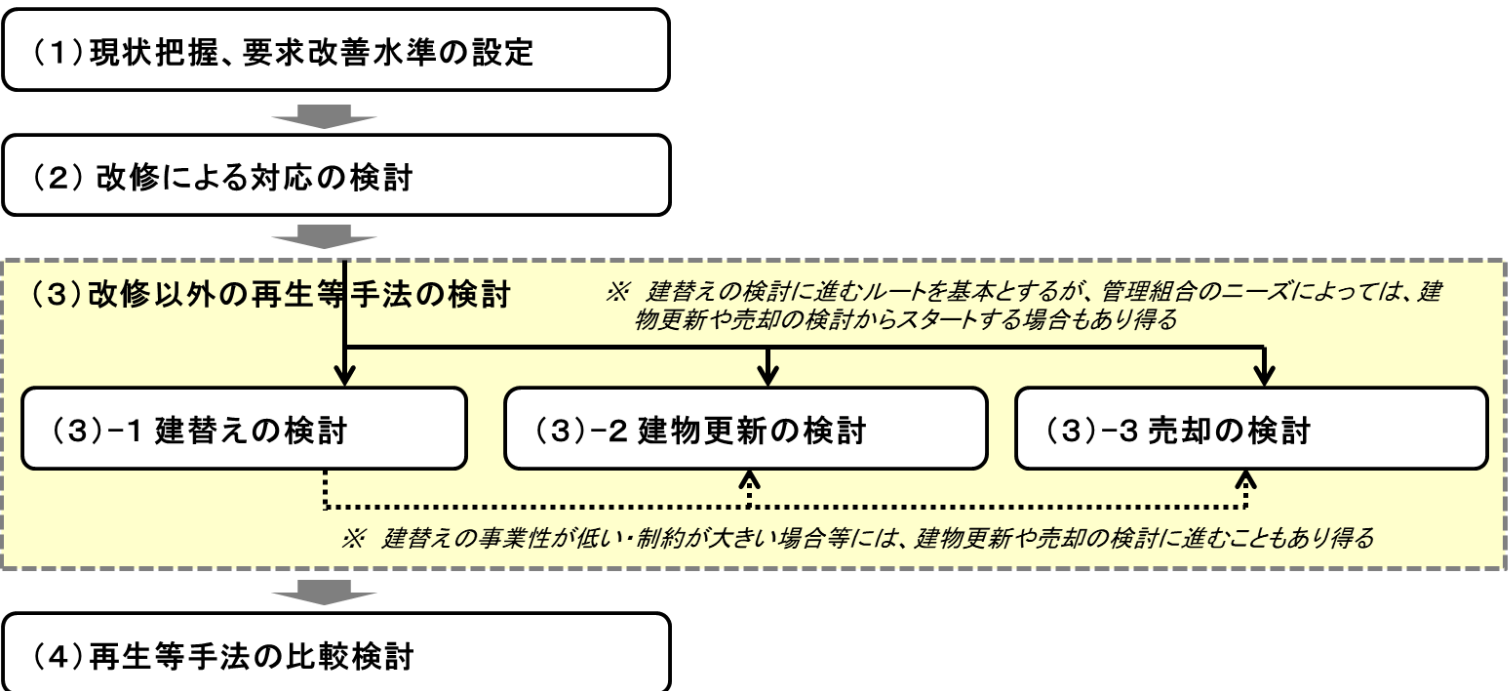 （1）現状把握、要求改善水準の設定
（2） 改修による対応の検討
（3）改修以外の再生等手法の検討
※ 建替えの検討に進むルートを基本とするが、管理組合のニーズによっては、建
物更新や売却の検討からスタートする場合もあり得る
（3）-1 建替えの検討
（3）-2 建物更新の検討
（3）-3 売却の検討
※ 建替えの事業性が低い・制約が大きい場合等には、建物更新や売却の検討に進むこともあり得る
（4）再生等手法の比較検討